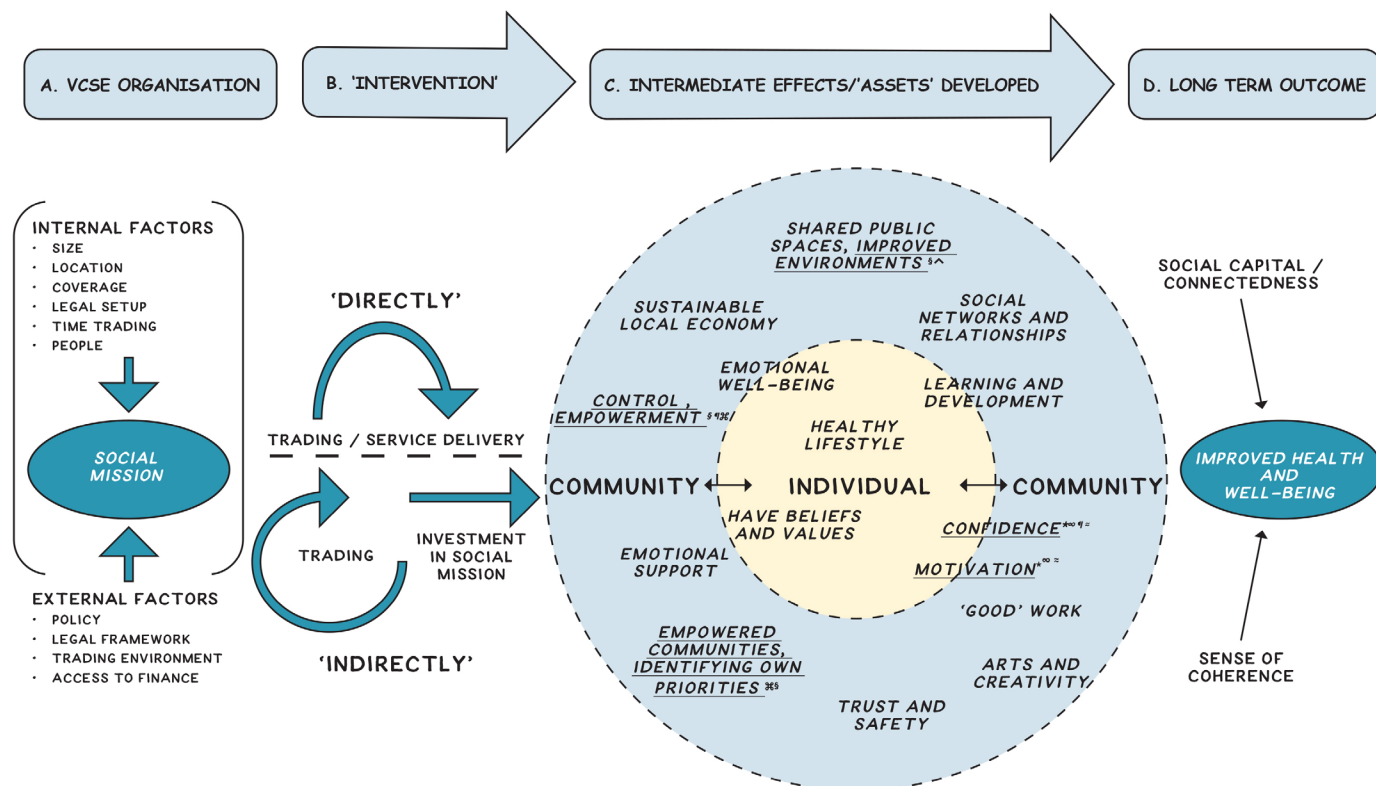 A. VCSE ORGANISATION
B. 'INTERVENTION'
C. INTERMEDIATE EFFECTS/'ASSETS' DEVELOPED
D. LONG TERM OUTCOME
INTERNAL FACTORS
· SIZE
· LOCATION
· COVERAGE
· LEGAL SETUP
· TIME TRADING
· PEOPLE
SOCIAL
MISSION
EXTERNAL FACTORS
· POLICY
· LEGAL FRAMEWORK
· TRADING ENVIRONMENT
· ACCESS TO FINANCE
'DIRECTLY'
TRADING / SERVICE DELIVERY
TRADING
INVESTMENT
IN SOCIAL
MISSION
'INDIRECTLY'
SHARED PUBLIC
SPACES, IMPROVED
ENVIRONMENTS §^
SUSTAINABLE
LOCAL ECONOMY
SOCIAL
NETWORKS AND
RELATIONSHIPS
EMOTIONAL
WELL-BEING
LEARNING AND
DEVELOPMENT
CONTROL ,
EMPOWERMENT §¶⌘
HEALTHY
LIFESTYLE
COMMUNITY
INDIVIDUAL
COMMUNITY
HAVE BELIEFS
AND VALUES
CONFIDENCE*∞¶≈
MOTIVATION*∞≈
EMOTIONAL
SUPPORT
'GOOD' WORK
EMPOWERED
COMMUNITIES,
IDENTIFYING OWN
PRIORITIES ⌘§
ARTS AND
CREATIVITY
TRUST AND
SAFETY
SOCIAL CAPITAL /
CONNECTEDNESS
IMPROVED HEALTH
AND
WELL-BEING
SENSE OF
COHERENCE